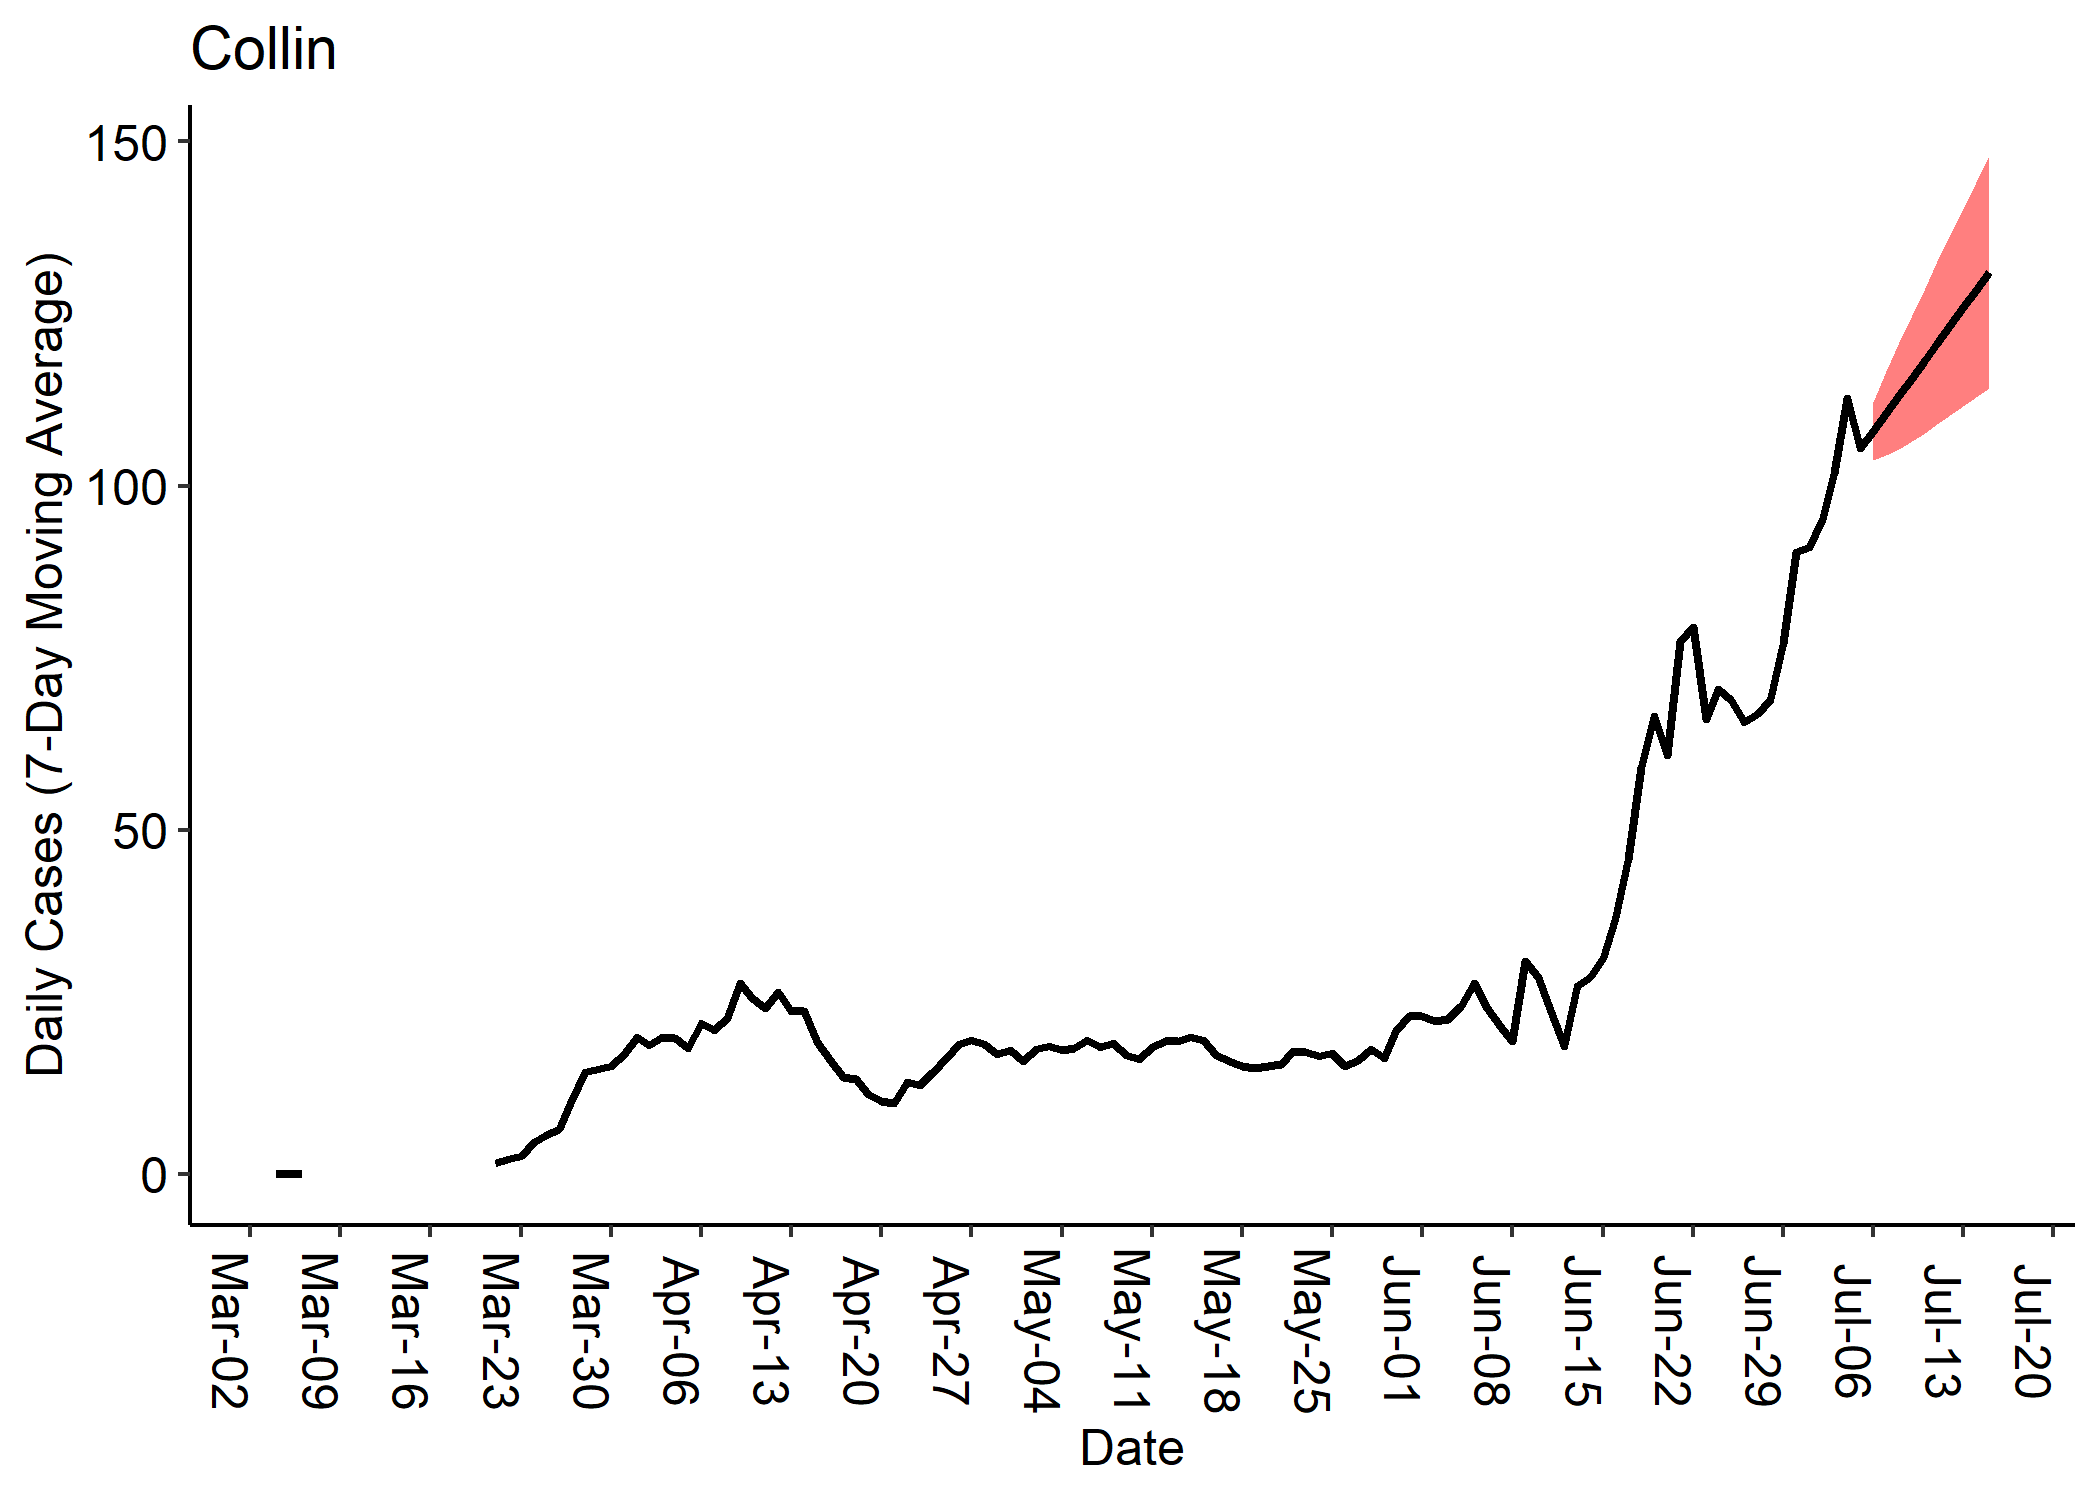 Collin
Daily Cases (7-Day Moving Average)
150
100
50
0
Mar-02
Mar-09
Mar-16
Mar-23
Mar-30
Apr-06
Apr-13
Apr-20
Apr-27
May-04
May-11
May-18
May-25
Jun-01
Jun-08
Jun-15
Jun-22
Jun-29
Jul-06
Jul-13
Jul-20
Date